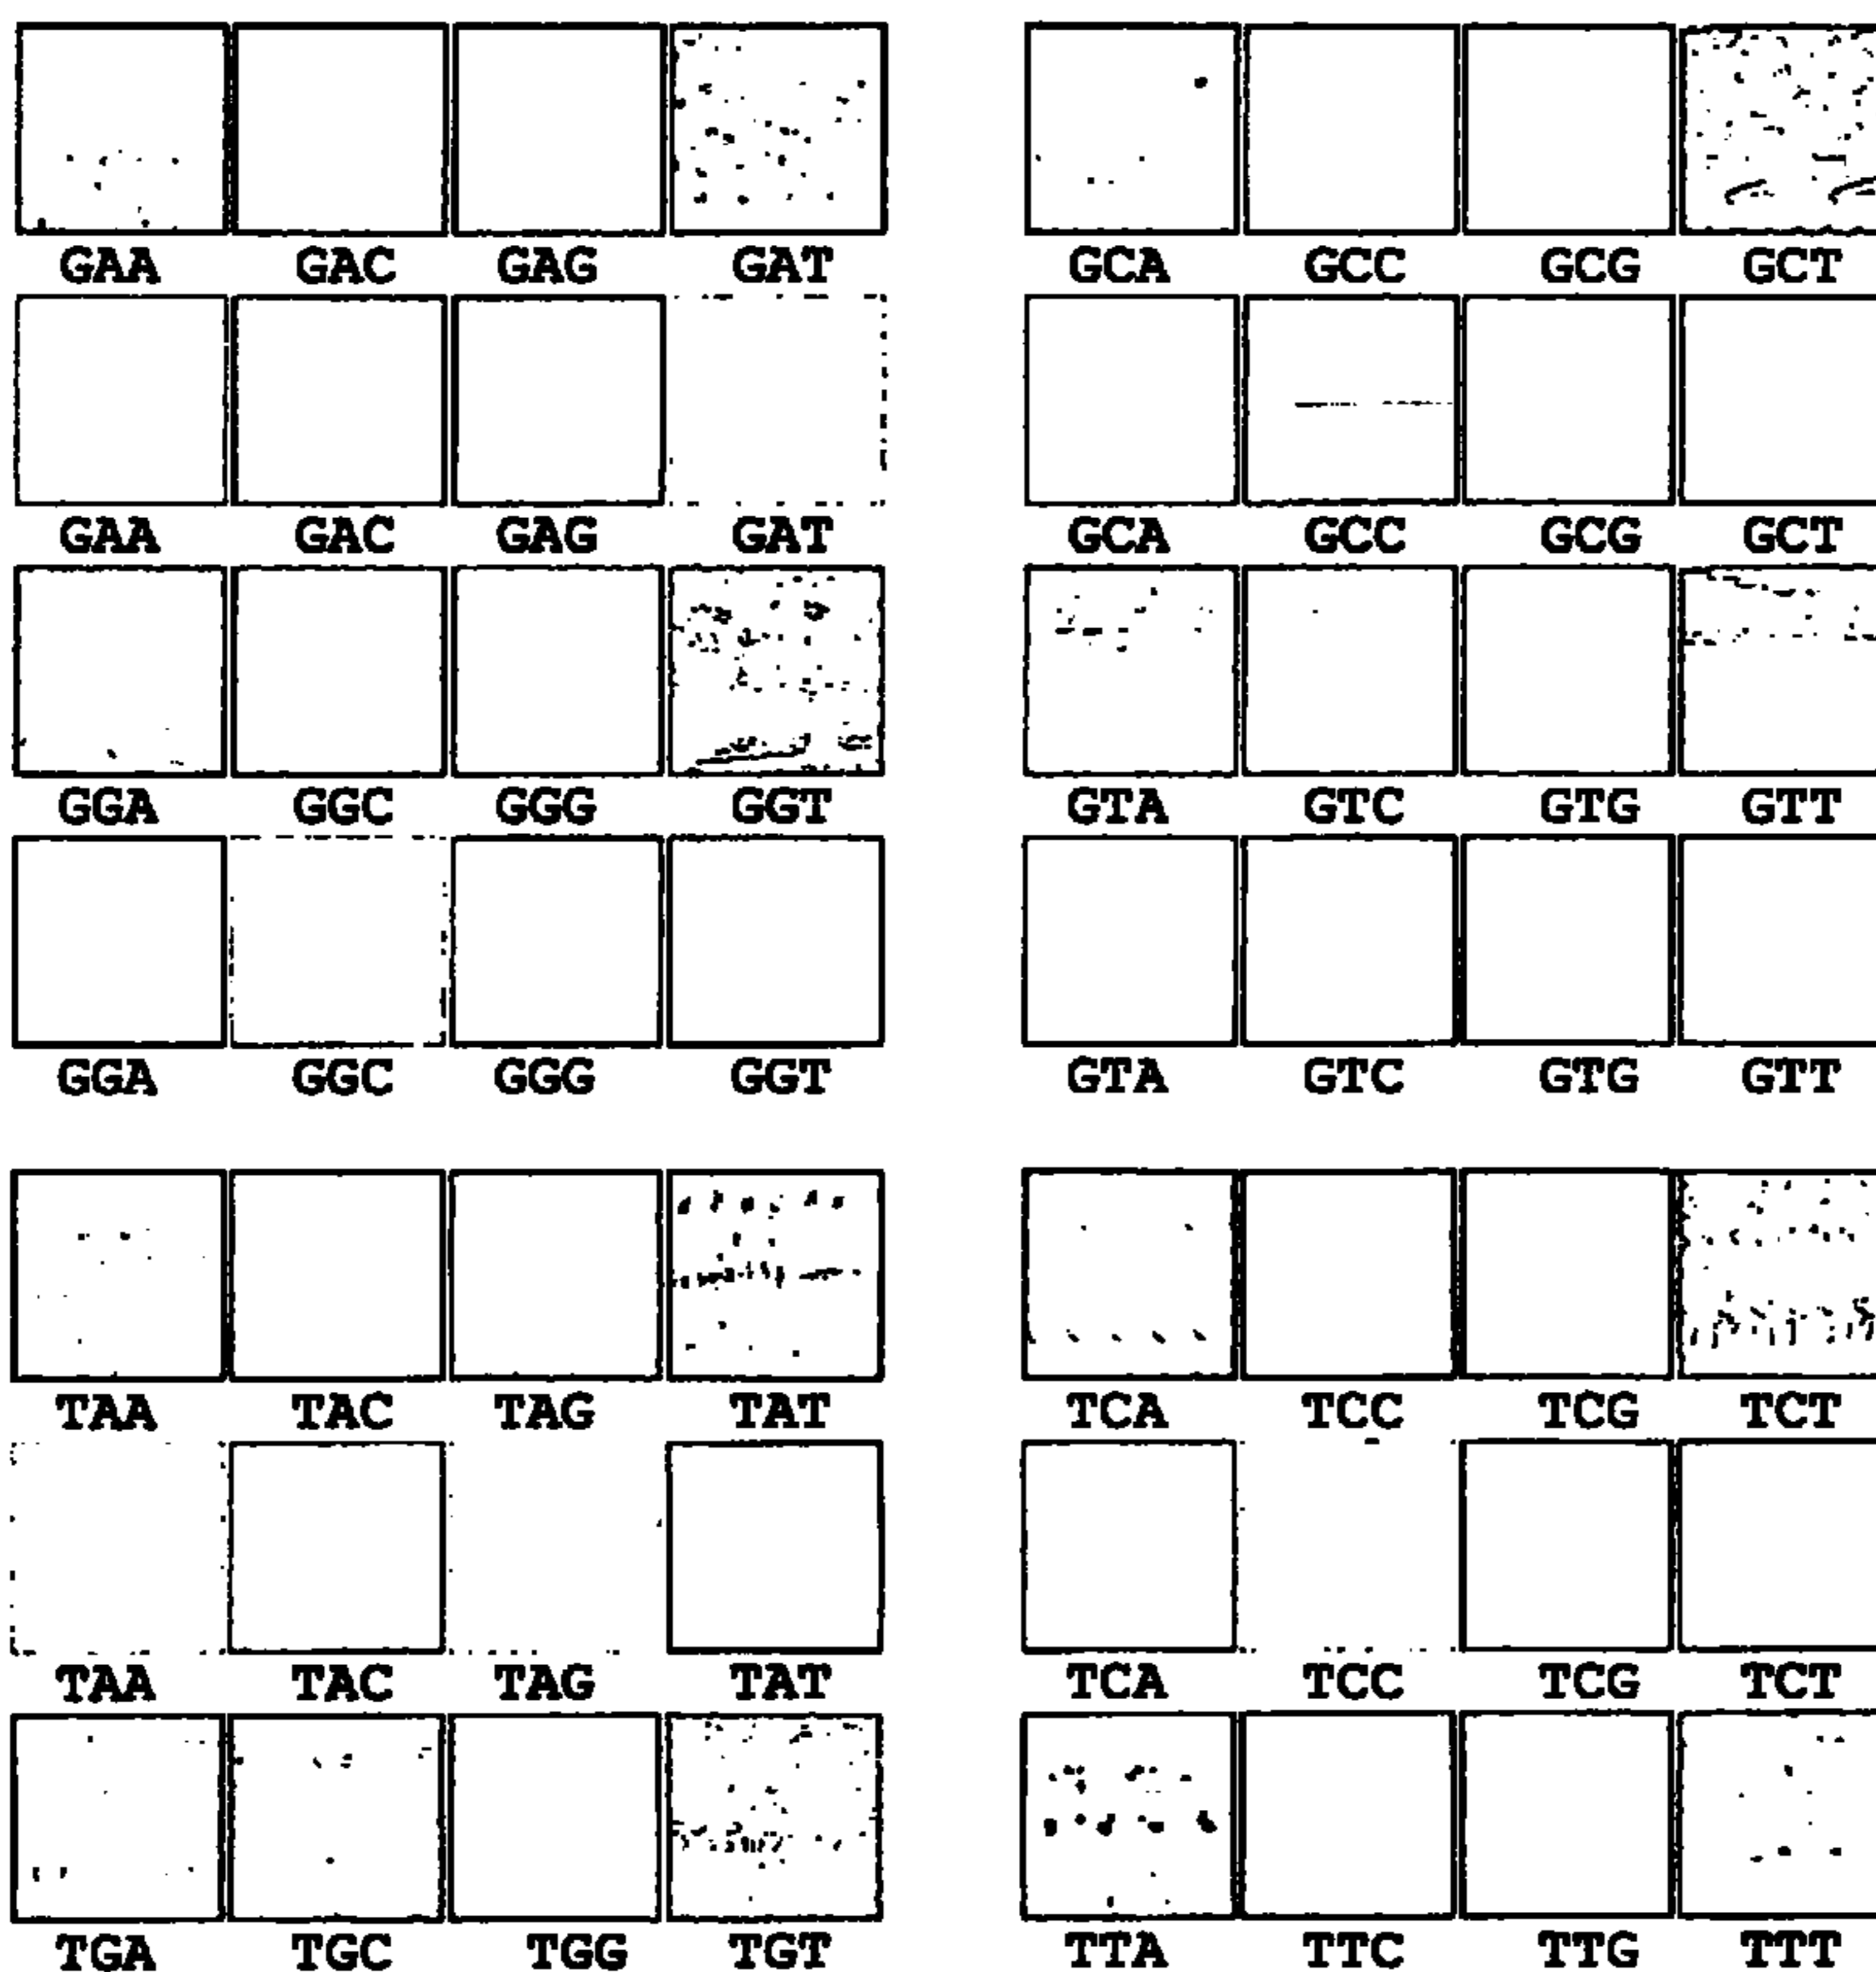 GAA GAC GAG GAT GCA GCC GCG GCT
GAA GAC GAG GAT GCA GCC GCG GCT
GGA GGC GGG GGT GTA GTC GTG GTT
GGA GGC GGG GGT GTA GTC GTG GTT
TAA TAC TAG TAT TCA TCC TCG TCT
TAA TAC TAG TAT TCA TCC TCG TCT
TGA TGC TGG TGT TTA TTC TTG TTT